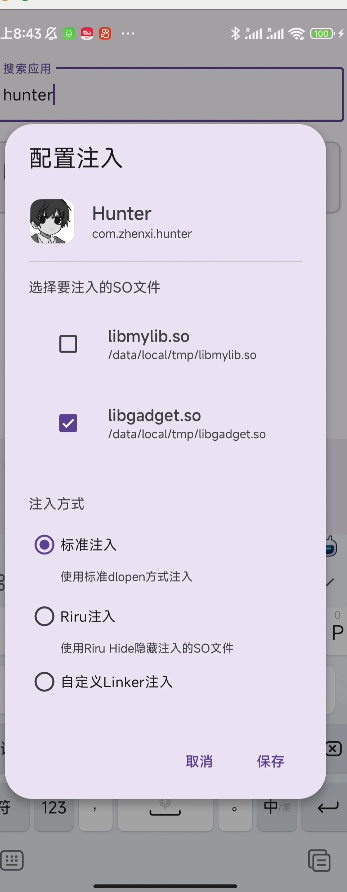 上8:43
100
搜索应用
hunter
配置注入
Hunter
com.zhenxi.hunter
选择要注入的SO文件
libmylib.so
/data/local/tmp/libmylib.so
libgadget.so
/data/local/tmp/libgadget.so
注入方式
标准注入
使用标准dlopen方式注入
Riru注入
使用Riru Hide隐藏注入的SO文件
自定义Linker注入
0
P
取消
保存
符
123
，
。
中/英